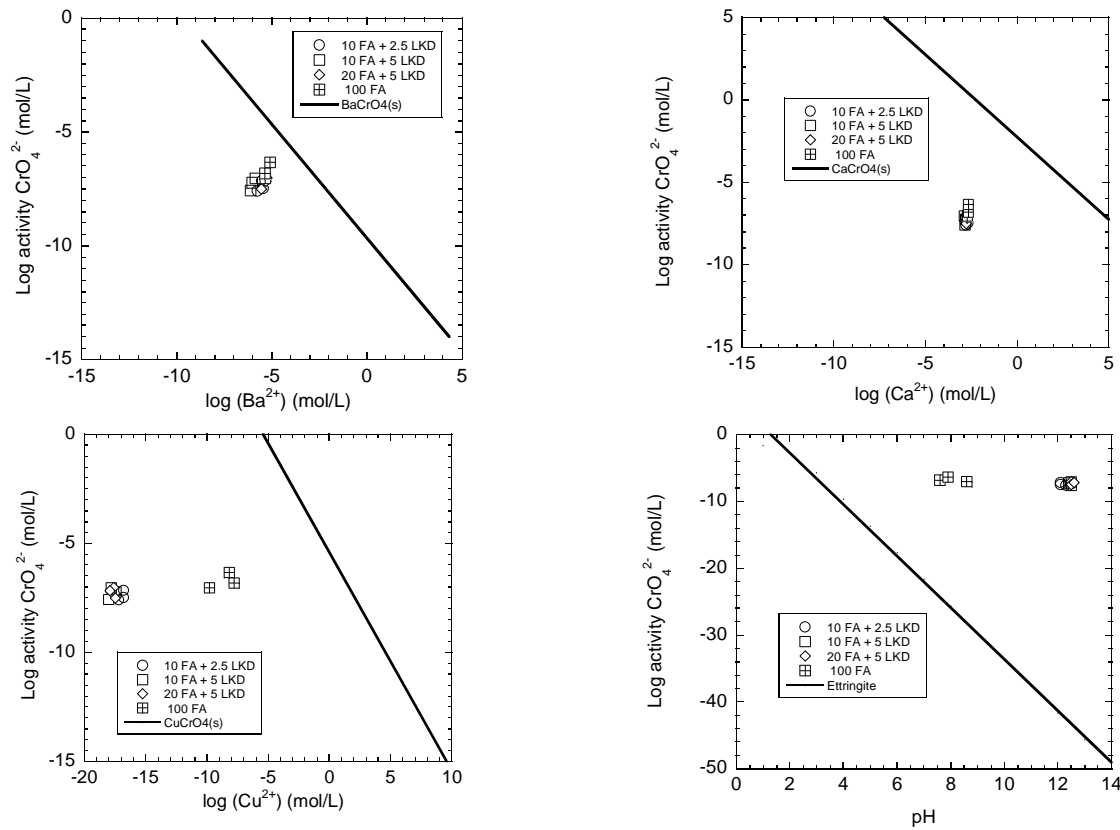 0
-5
-10
-15
-15
-10
-5
0
5
Log activity CrO₄²⁻ (mol/L)
log (Ba²⁺) (mol/L)
10 FA + 2.5 LKD
10 FA + 5 LKD
20 FA + 5 LKD
100 FA
BaCrO4(s)
5
0
-5
-10
-15
-15
-10
-5
0
5
Log activity CrO₄²⁻ (mol/L)
log (Ca²⁺) (mol/L)
10 FA + 2.5 LKD
10 FA + 5 LKD
20 FA + 5 LKD
100 FA
CaCrO4(s)
0
-5
-10
-15
-20
-15
-10
-5
0
5
10
Log activity CrO₄²⁻ (mol/L)
log (Cu²⁺) (mol/L)
10 FA + 2.5 LKD
10 FA + 5 LKD
20 FA + 5 LKD
100 FA
CuCrO4(s)
0
-10
-20
-30
-40
-50
0
2
4
6
8
10
12
14
Log activity CrO₄²⁻ (mol/L)
pH
10 FA + 2.5 LKD
10 FA + 5 LKD
20 FA + 5 LKD
100 FA
Ettringite